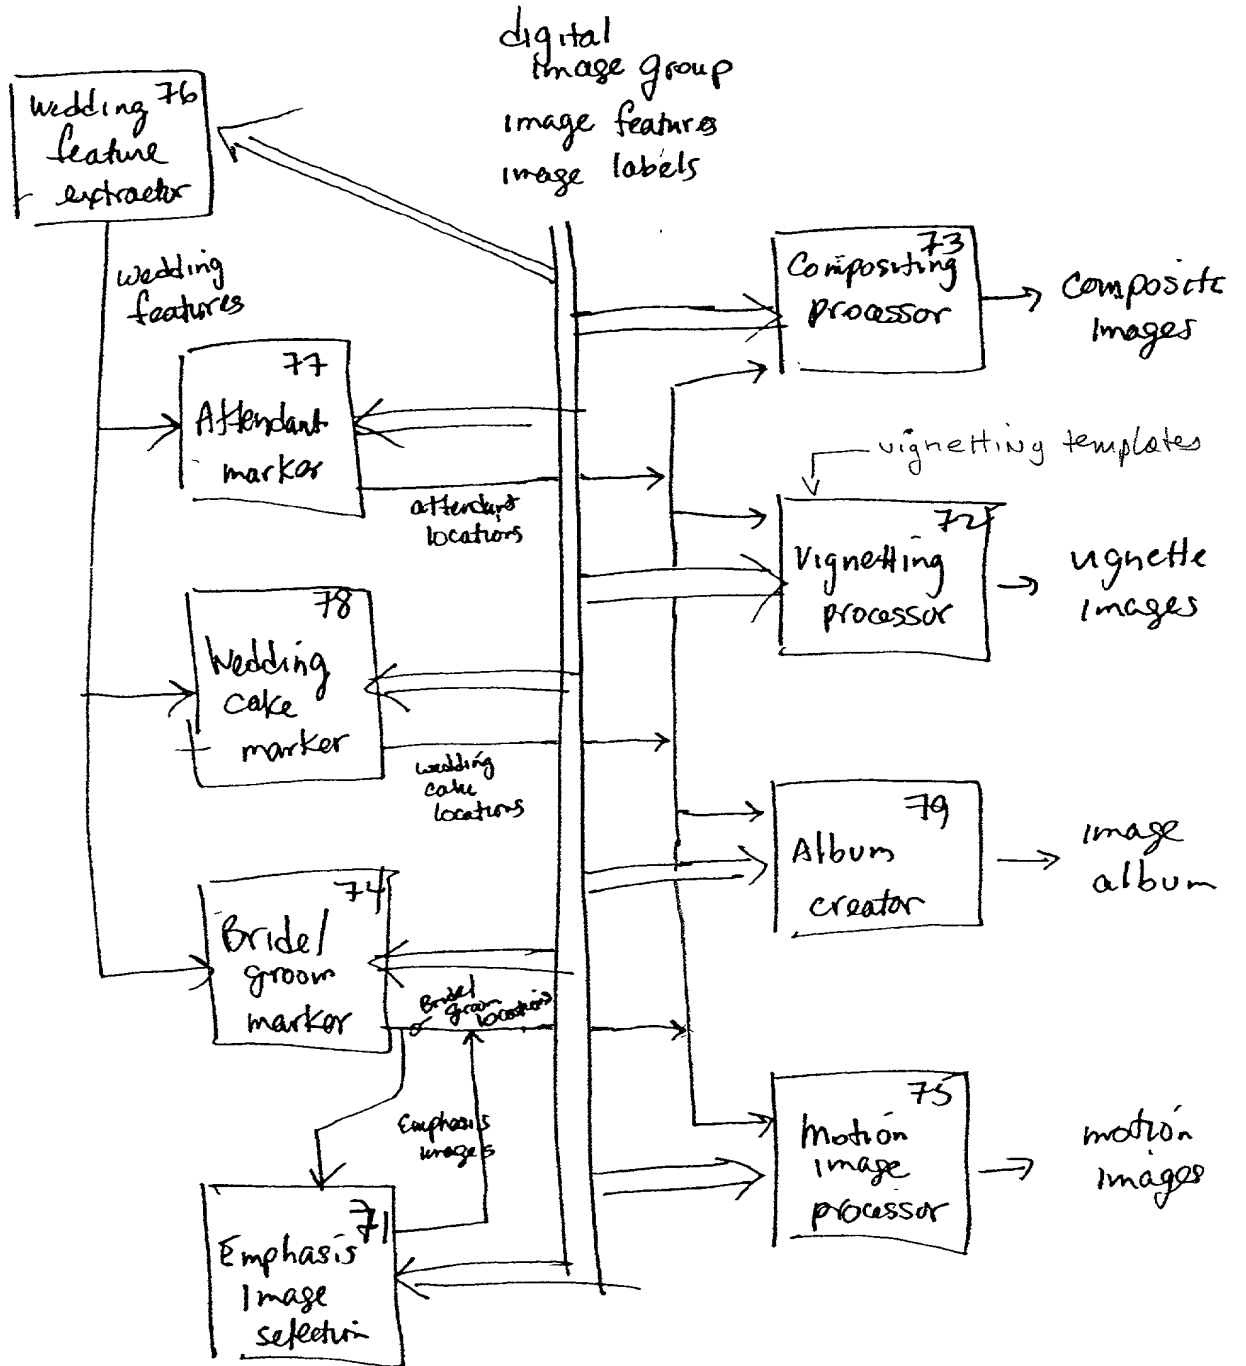 digital
image group
image features
image labels
76
Wedding
feature
extractor
wedding
features
73
Compositing
processor
composite
images
77
Attendant
marker
attendant
locations
vignetting templates
72
Vignetting
processor
vignette
images
78
Wedding
cake
marker
wedding
cake
locations
79
Album
creator
image
album
74
Bride/
groom
marker
Bride/
groom
locations
Emphasis
images
75
Motion
image
processor
motion
images
71
Emphasis
image
selection